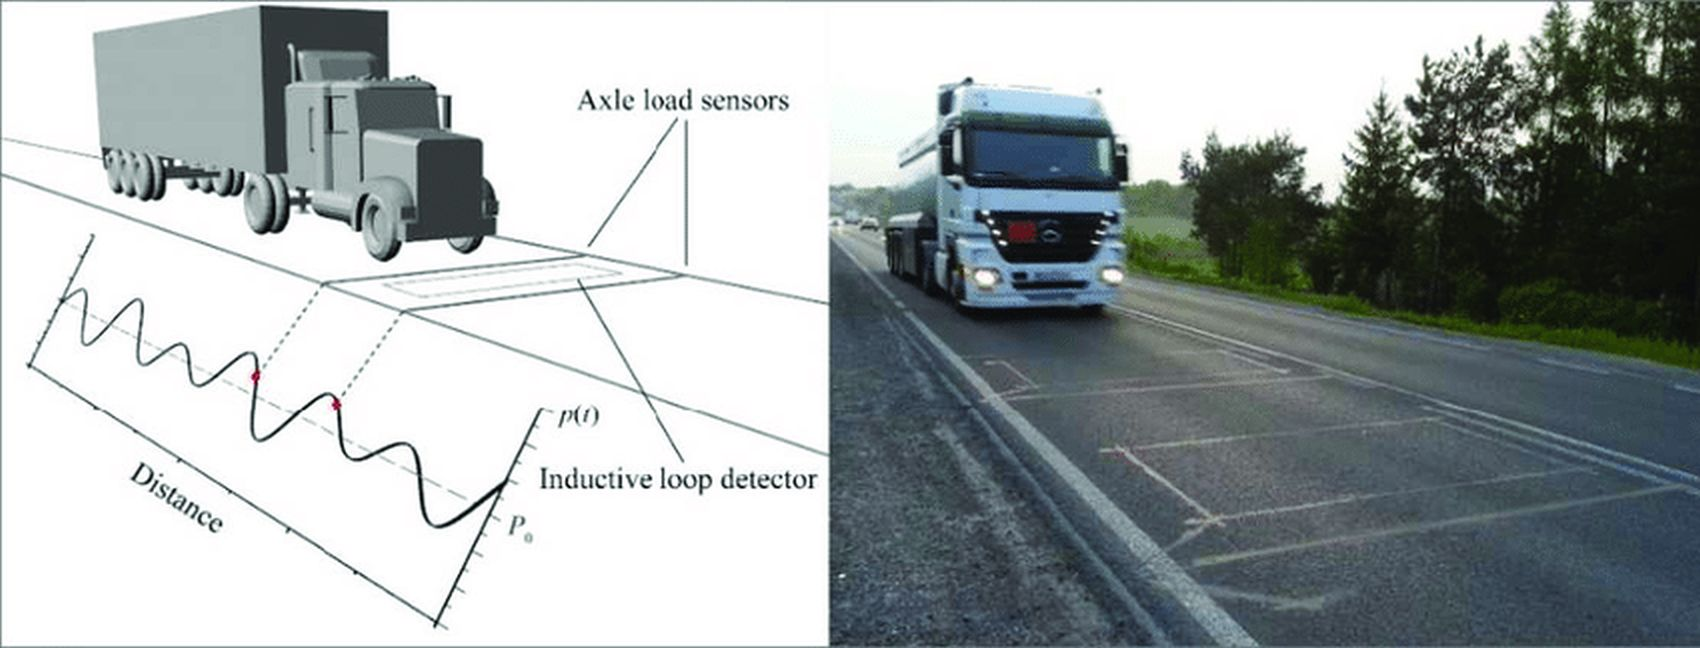 Axle load sensors
p(t)
Inductive loop detector
P₀
Distance